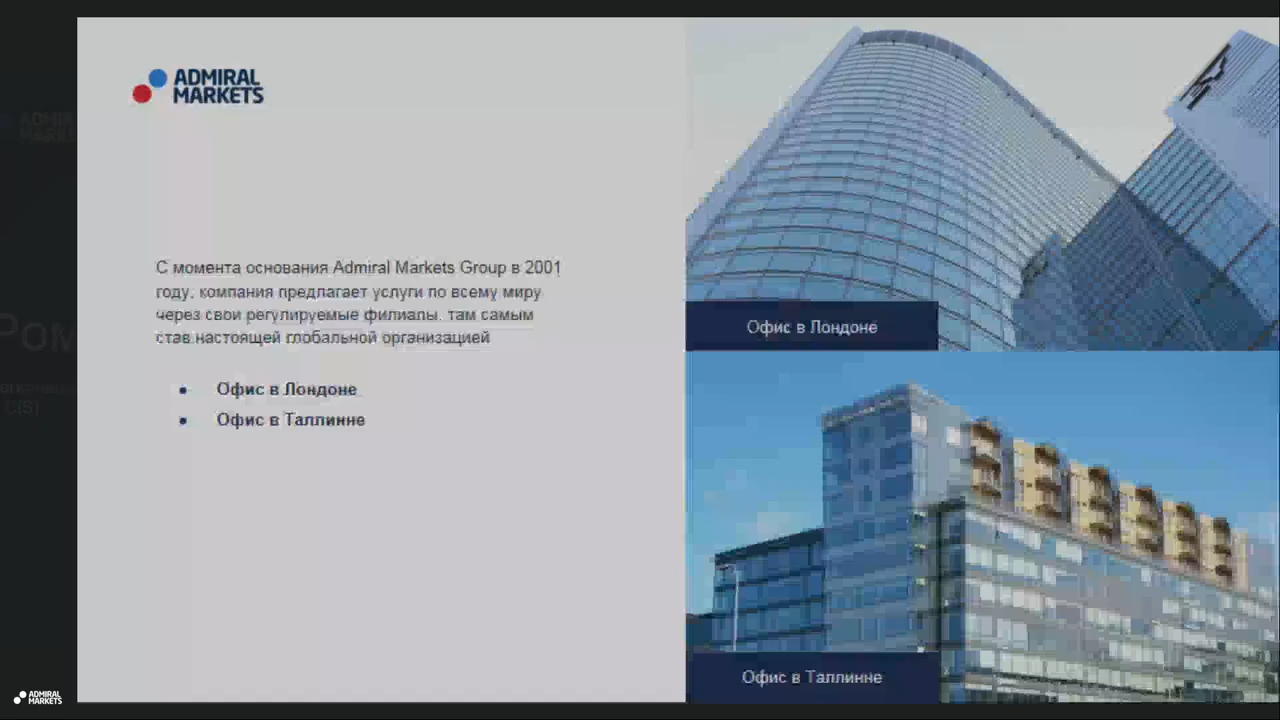 ADMIRAL
MARKETS
С момента основания Admiral Markets Group в 2001
году, компания предлагает услуги по всему миру
через свои регулируемые филиалы, там самым
став настоящей глобальной организацией
Офис в Лондоне
Офис в Таллинне
Офис в Лондоне
Офис в Таллинне
ADMIRAL
MARKETS